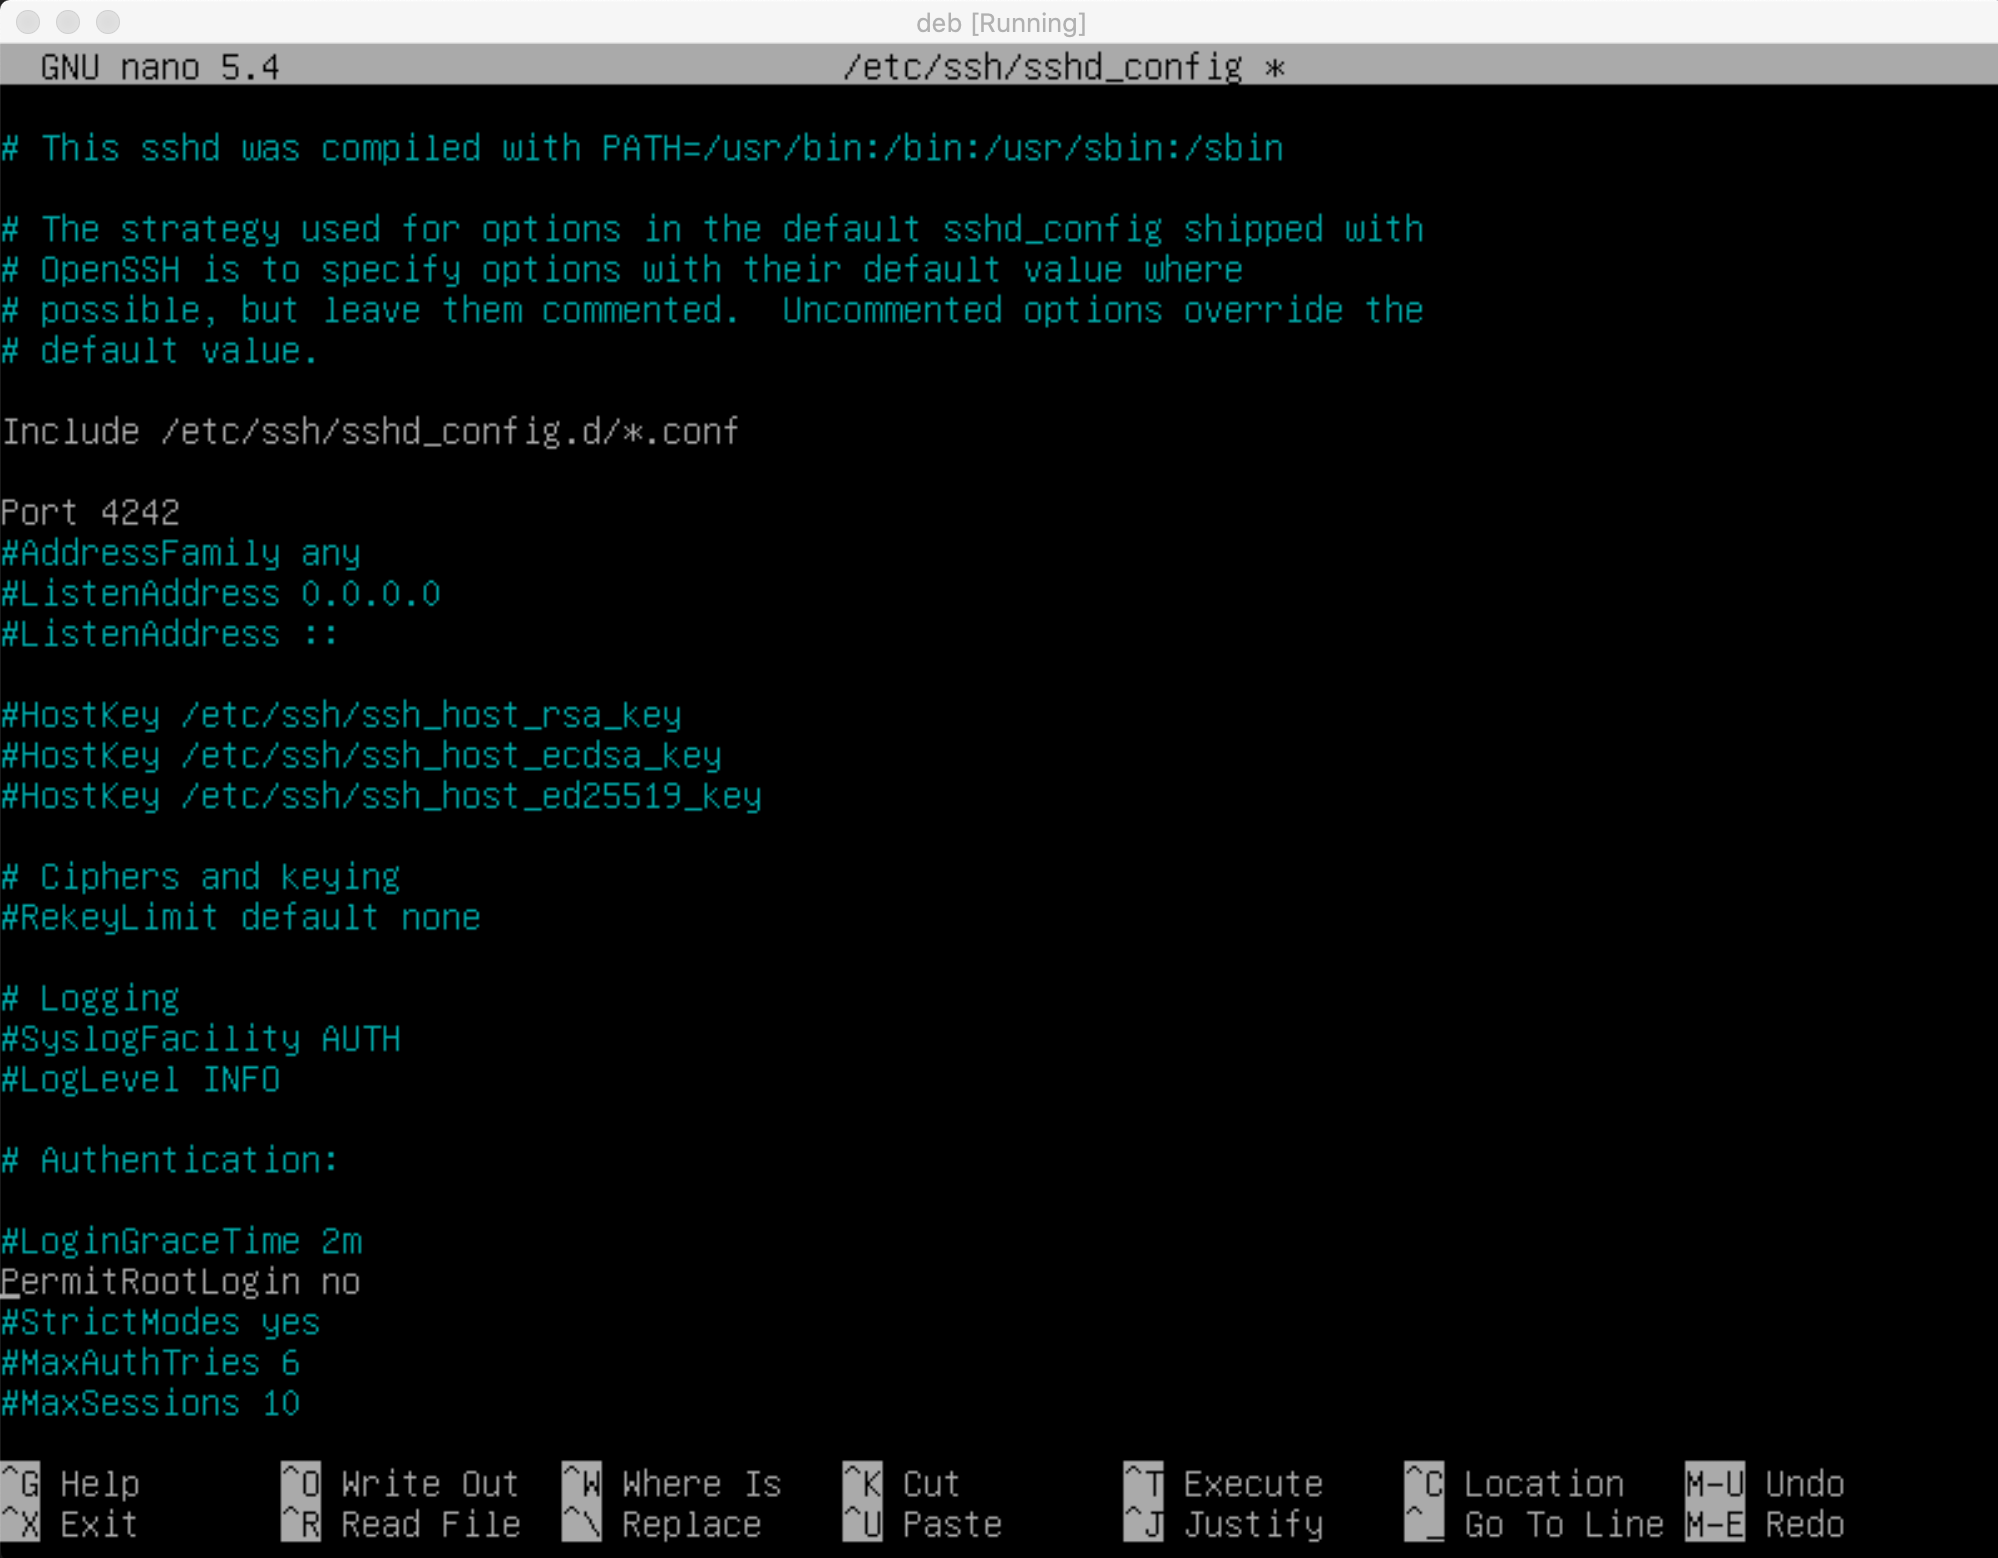 deb [Running]
GNU nano 5.4 /etc/ssh/sshd_config *
# This sshd was compiled with PATH=/usr/bin:/bin:/usr/sbin:/sbin
# The strategy used for options in the default sshd_config shipped with
# OpenSSH is to specify options with their default value where
# possible, but leave them commented.  Uncommented options override the
# default value.
Include /etc/ssh/sshd_config.d/*.conf
Port 4242
#AddressFamily any
#ListenAddress 0.0.0.0
#ListenAddress ::
#HostKey /etc/ssh/ssh_host_rsa_key
#HostKey /etc/ssh/ssh_host_ecdsa_key
#HostKey /etc/ssh/ssh_host_ed25519_key
# Ciphers and keying
#RekeyLimit default none
# Logging
#SyslogFacility AUTH
#LogLevel INFO
# Authentication:
#LoginGraceTime 2m
PermitRootLogin no
#StrictModes yes
#MaxAuthTries 6
#MaxSessions 10
^G Help ^O Write Out ^W Where Is ^K Cut ^T Execute ^C Location M-U Undo
^X Exit ^R Read File ^\ Replace ^U Paste ^J Justify ^_ Go To Line M-E Redo